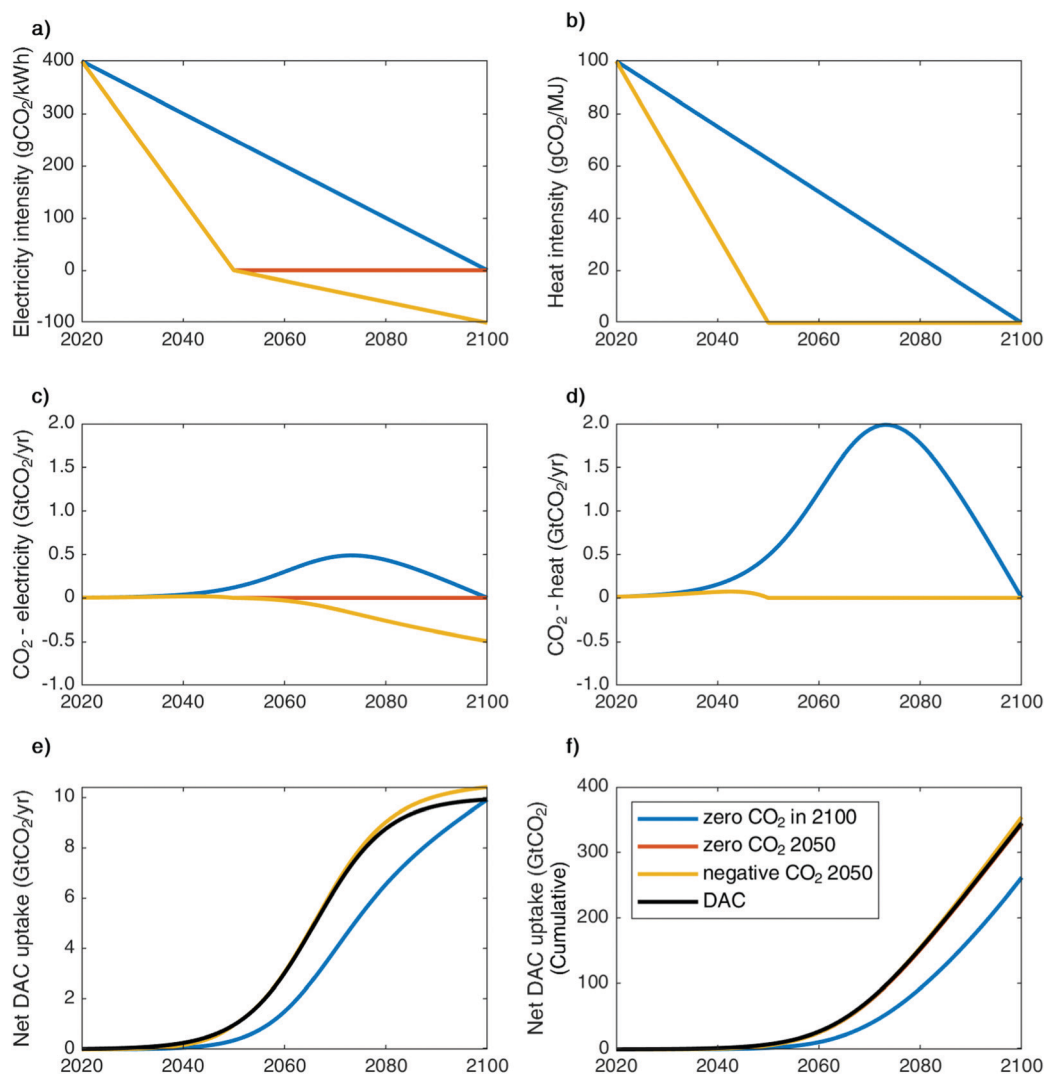 a)
Electricity intensity (gCO2/kWh)
400
300
200
100
0
-100
2020 2040 2060 2080 2100
b)
Heat intensity (gCO2/MJ)
100
80
60
40
20
0
2020 2040 2060 2080 2100
c)
CO2 - electricity (GtCO2/yr)
2.0
1.5
1.0
0.5
0
-0.5
-1.0
2020 2040 2060 2080 2100
d)
CO2 - heat (GtCO2/yr)
2.0
1.5
1.0
0.5
0
-0.5
-1.0
2020 2040 2060 2080 2100
e)
Net DAC uptake (GtCO2/yr)
10
8
6
4
2
0
2020 2040 2060 2080 2100
f)
Net DAC uptake (GtCO2)
(Cumulative)
400
300
200
100
0
zero CO2 in 2100
zero CO2 2050
negative CO2 2050
DAC
2020 2040 2060 2080 2100